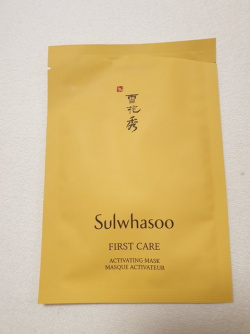 雪花秀
Sulwhasoo
FIRST CARE
ACTIVATING MASK
MASQUE ACTIVATEUR